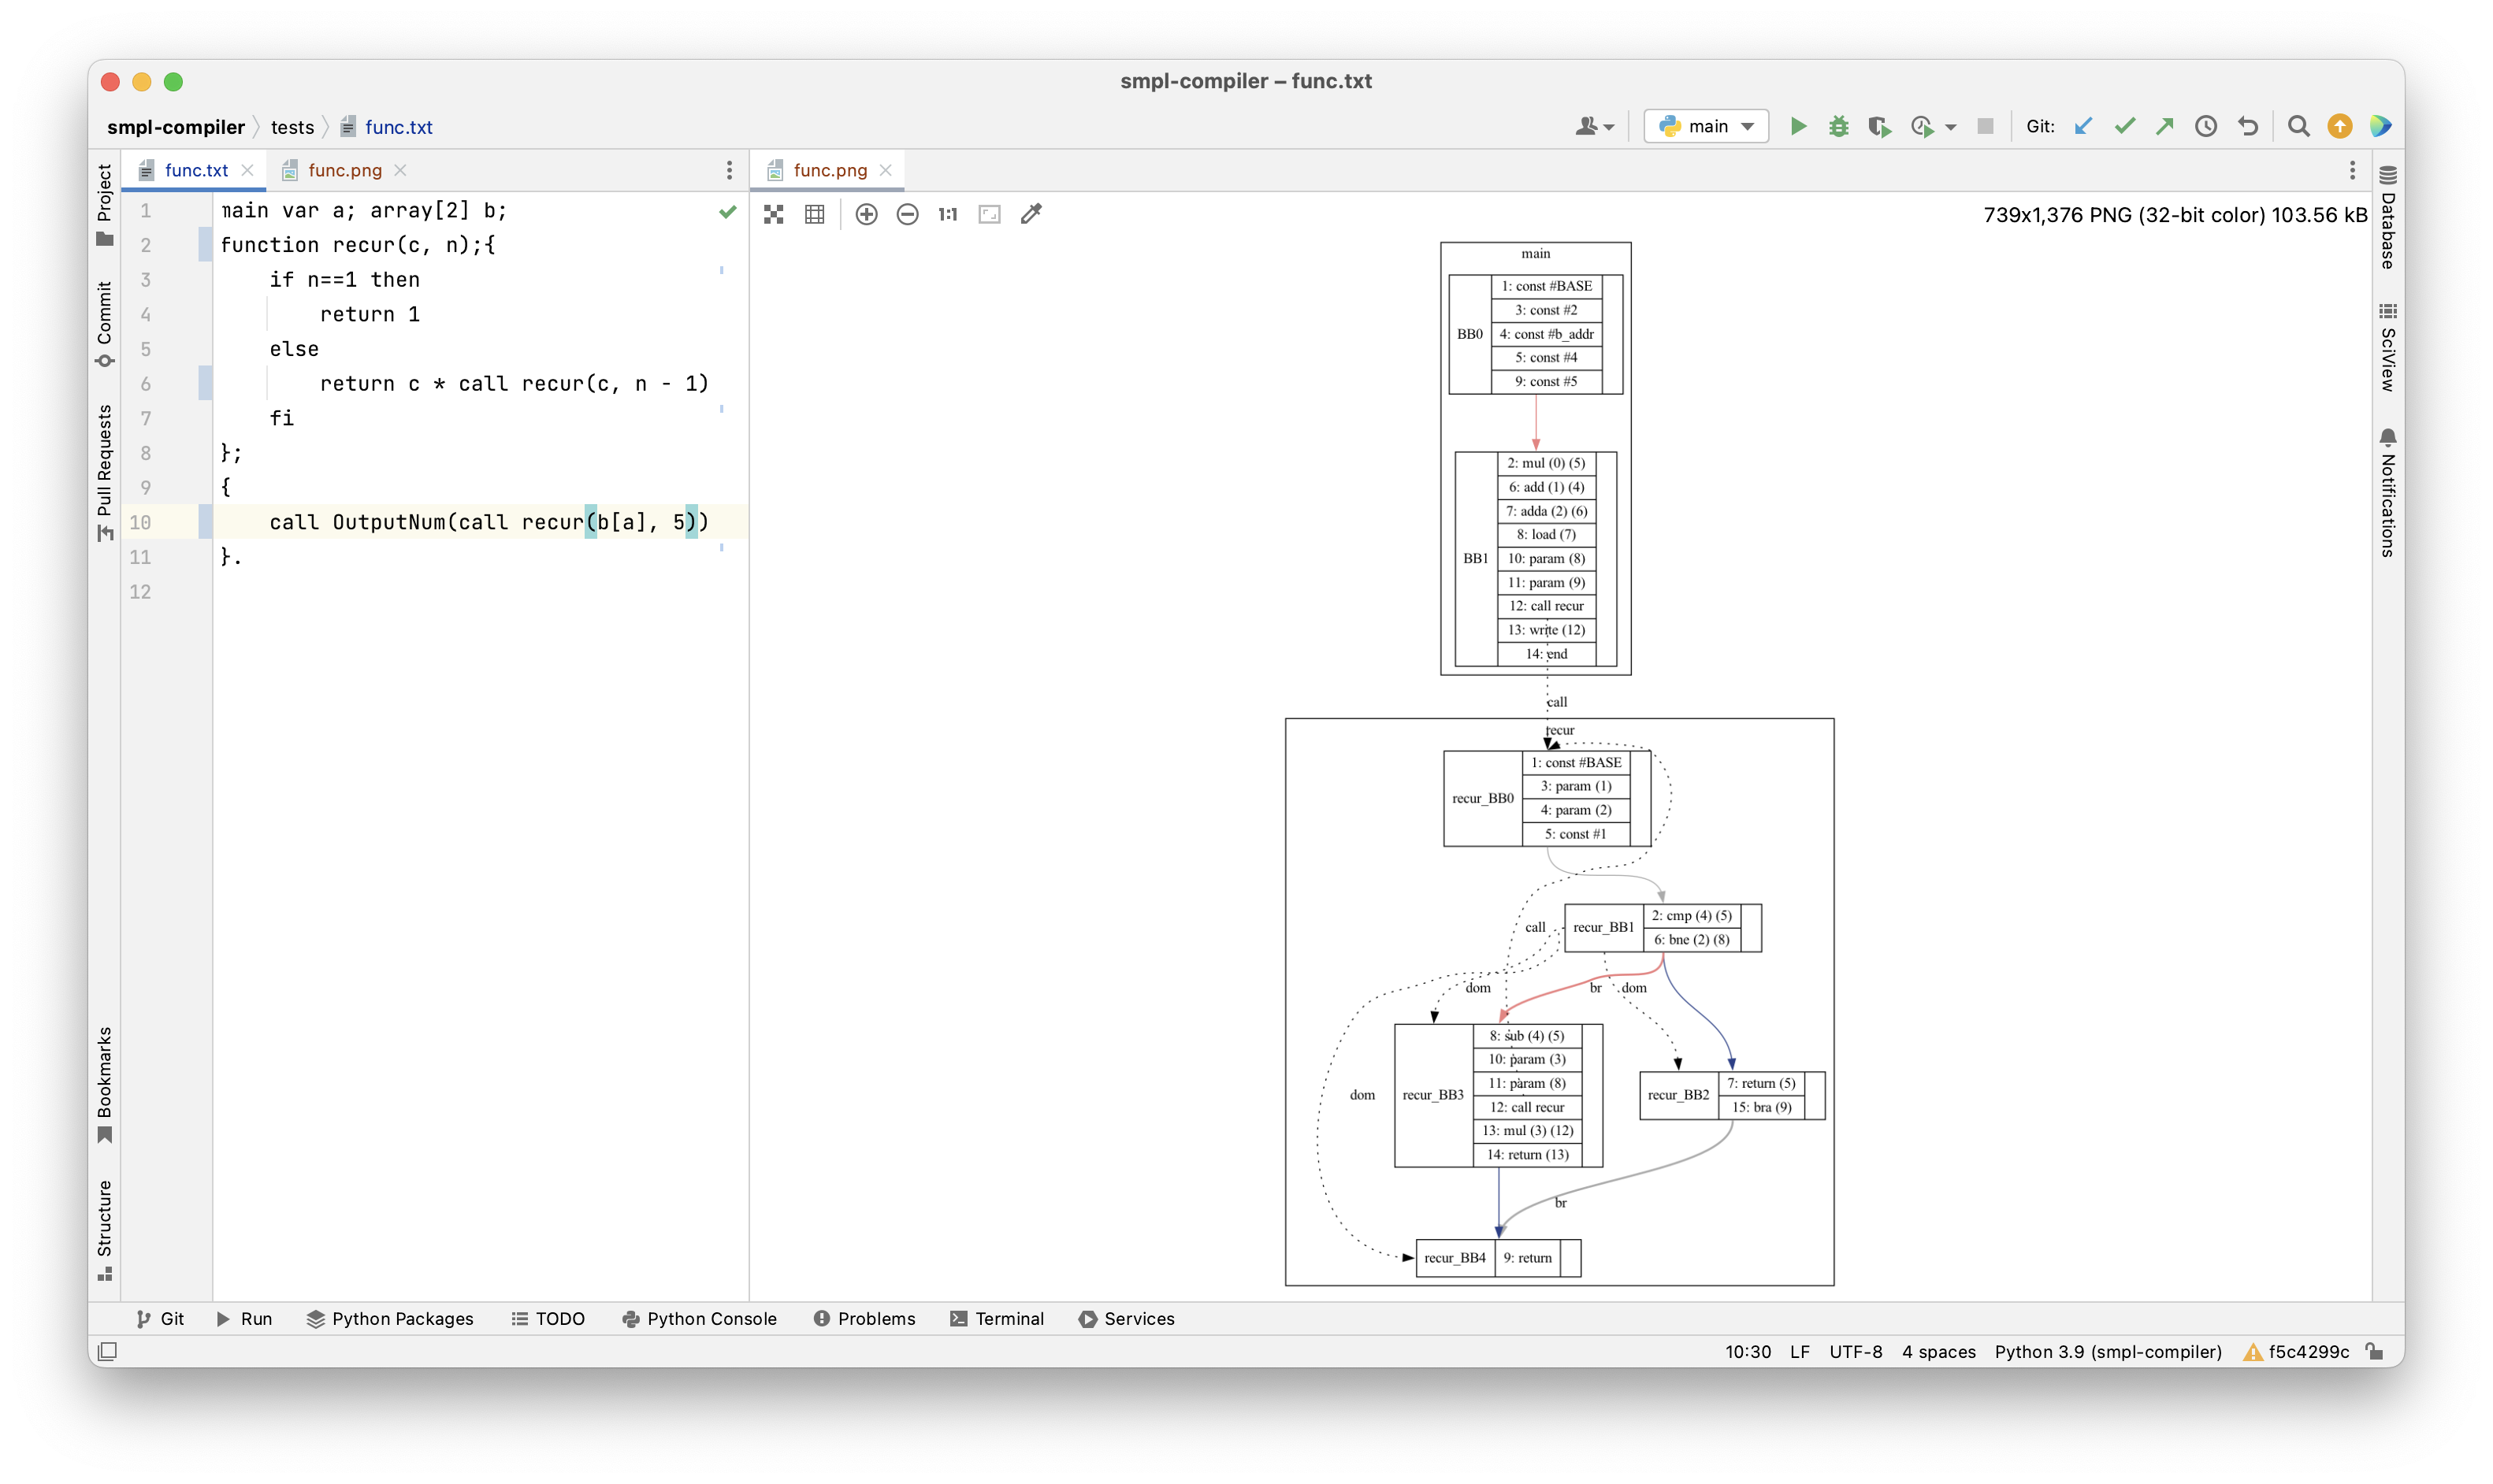 smpl-compiler – func.txt
smpl-compiler tests func.txt
main
Git:
func.txt func.png
func.png
Project
Commit
Pull Requests
Bookmarks
Structure
1 main var a; array[2] b;
2 function recur(c, n);{
3 if n==1 then
4 return 1
5 else
6 return c * call recur(c, n - 1)
7 fi
8 };
9 {
10 call OutputNum(call recur(b[a], 5))
11 }.
12
1:1
739x1,376 PNG (32-bit color) 103.56 kB
main
BB0
1: const #BASE
3: const #2
4: const #b_addr
5: const #4
9: const #5
BB1
2: mul (0) (5)
6: add (1) (4)
7: adda (2) (6)
8: load (7)
10: param (8)
11: param (9)
12: call recur
13: write (12)
14: end
call
recur
recur_BB0
1: const #BASE
3: param (1)
4: param (2)
5: const #1
call
recur_BB1
2: cmp (4) (5)
6: bne (2) (8)
dom
br
dom
recur_BB3
8: sub (4) (5)
10: param (3)
11: param (8)
12: call recur
13: mul (3) (12)
14: return (13)
recur_BB2
7: return (5)
15: bra (9)
dom
br
recur_BB4
9: return
Database
SciView
Notifications
Git Run Python Packages TODO Python Console Problems Terminal Services
10:30 LF UTF-8 4 spaces Python 3.9 (smpl-compiler) f5c4299c